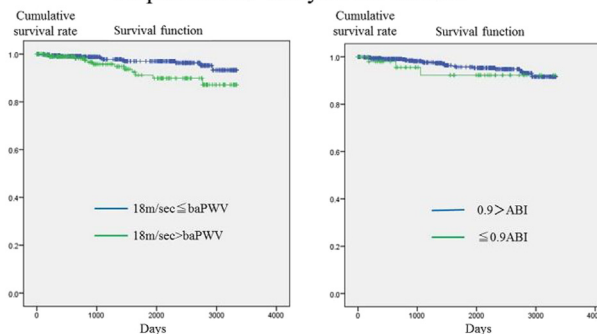 Cumulative
survival rate
Survival function
1.0
0.8
0.6
0.4
0.2
0.0
18m/sec≦baPWV
18m/sec>baPWV
0 1000 2000 3000 4000
Days
Cumulative
survival rate
Survival function
1.0
0.8
0.6
0.4
0.2
0.0
0.9＞ABI
≦0.9ABI
0 1000 2000 3000 4000
Days